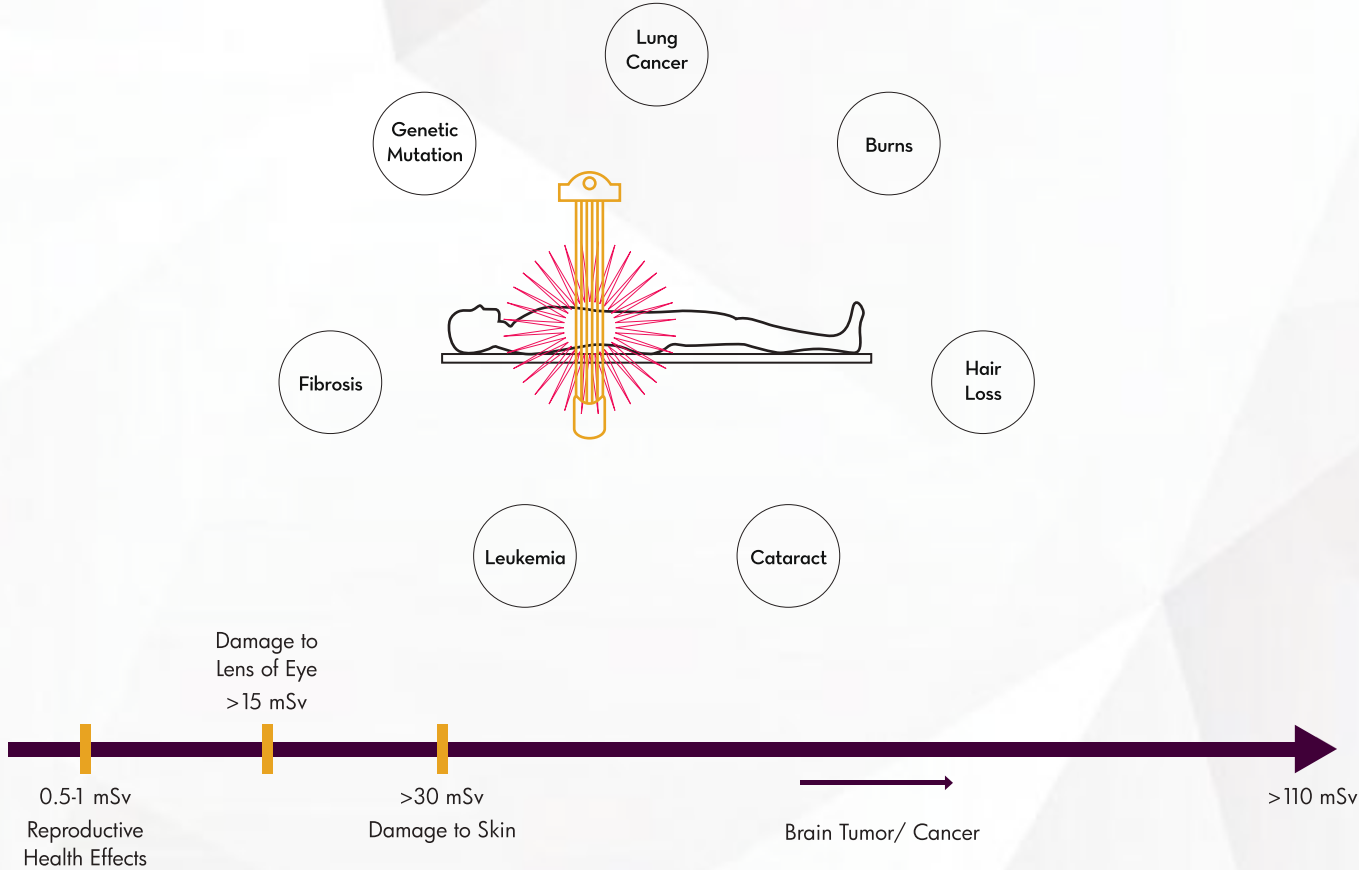 Lung
Cancer
Genetic
Mutation
Burns
Fibrosis
Hair
Loss
Leukemia
Cataract
Damage to
Lens of Eye
>15 mSv
0.5-1 mSv
Reproductive
Health Effects
>30 mSv
Damage to Skin
Brain Tumor/ Cancer
>110 mSv